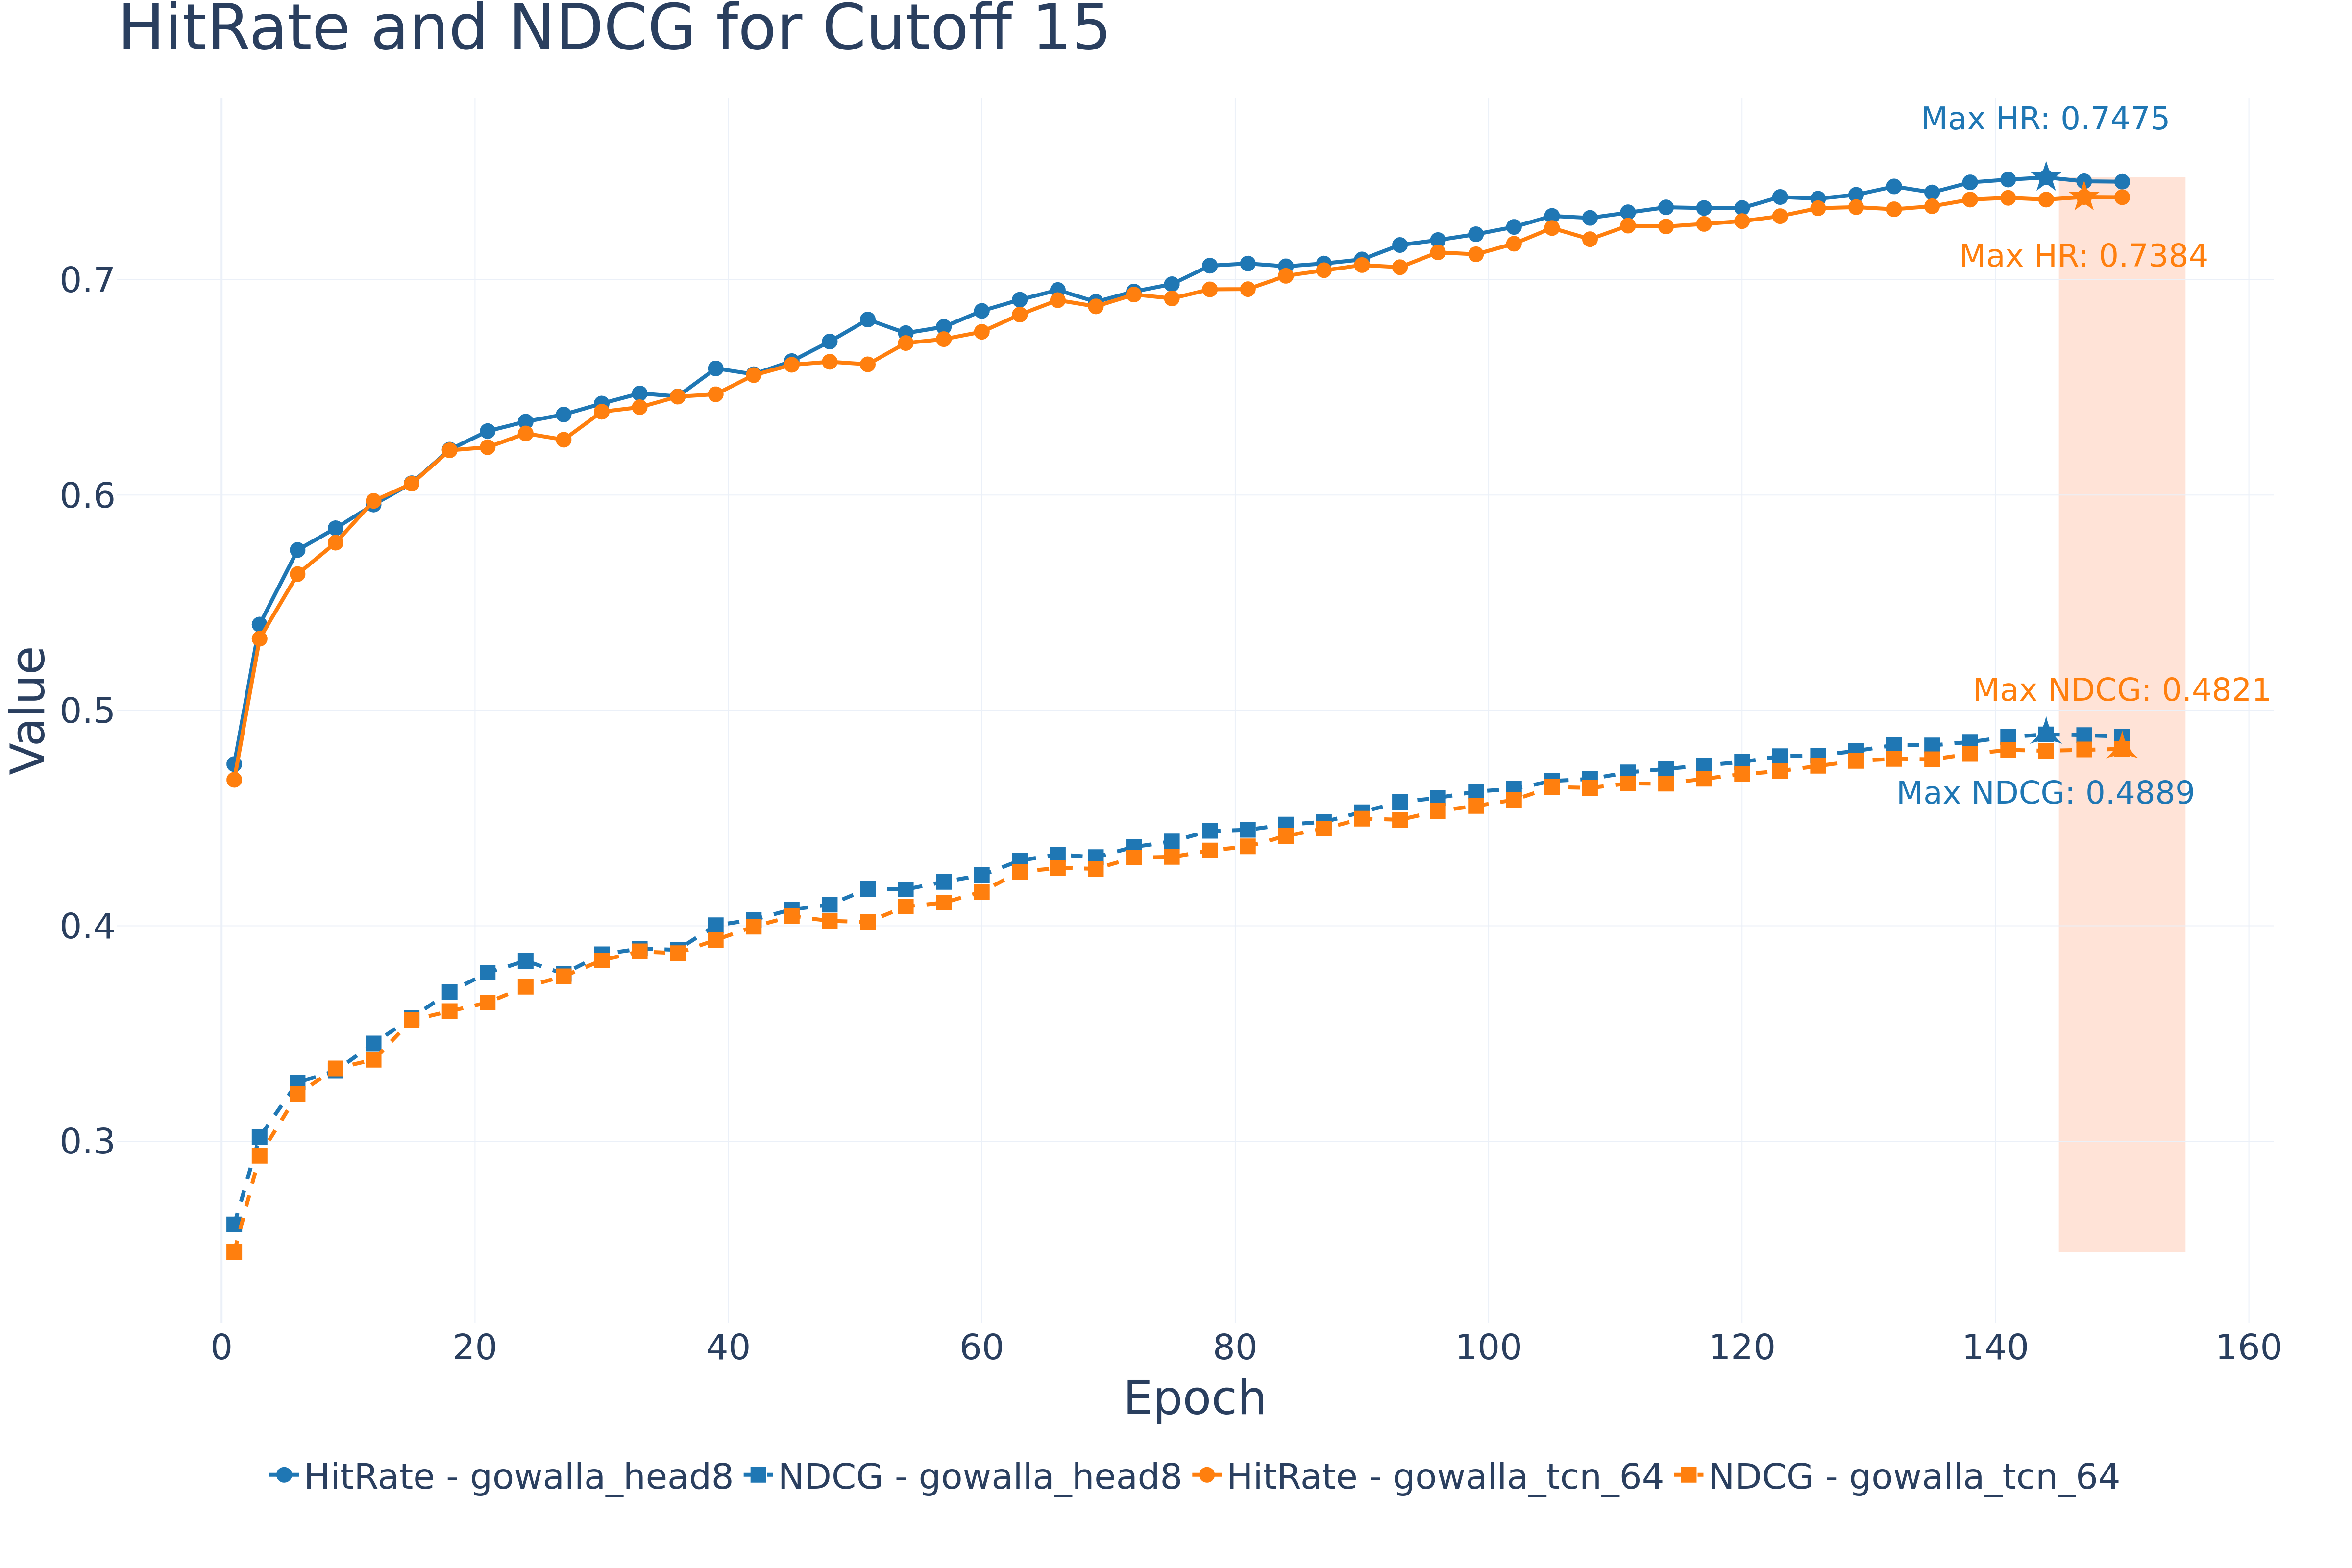 HitRate and NDCG for Cutoff 15
Max HR: 0.7475
Max HR: 0.7384
Max NDCG: 0.4821
Max NDCG: 0.4889
Value
0.7
0.6
0.5
0.4
0.3
0 20 40 60 80 100 120 140 160
Epoch
HitRate - gowalla_head8 NDCG - gowalla_head8 HitRate - gowalla_tcn_64 NDCG - gowalla_tcn_64